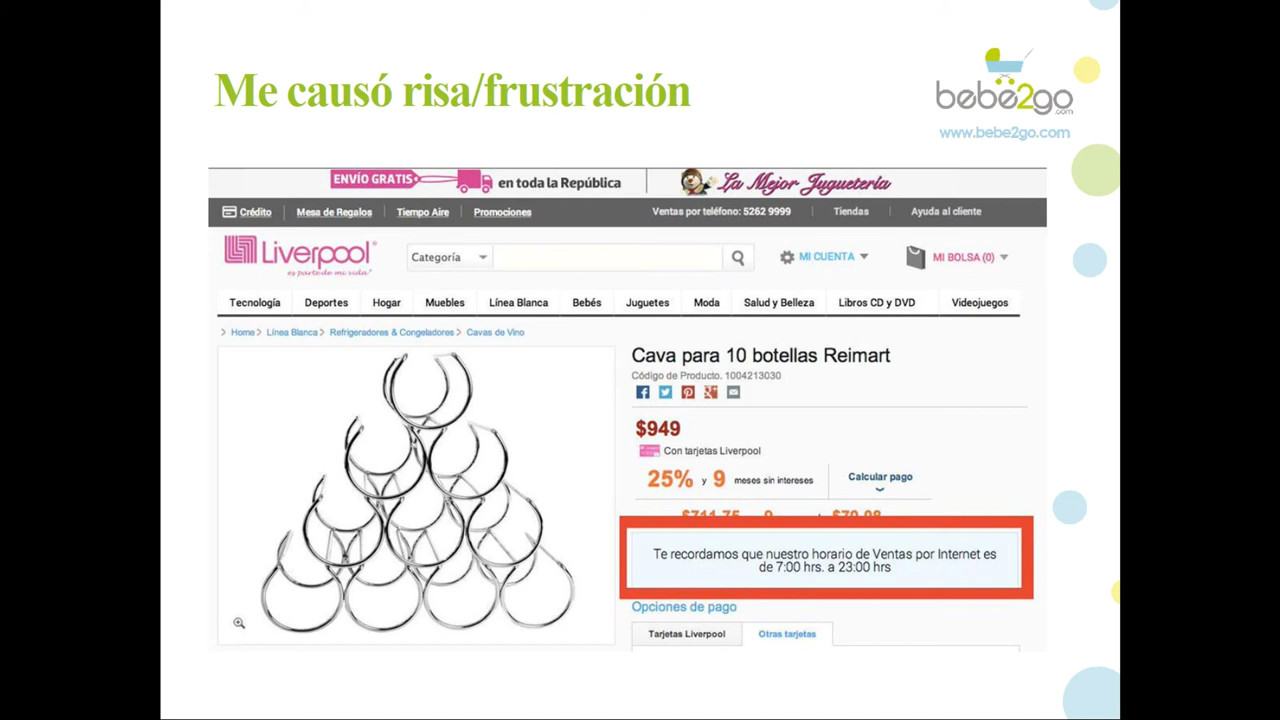 Me causó risa/frustración
bebe2go
.com
www.bebe2go.com
ENVÍO GRATIS en toda la República
La Mejor Juguetería
Crédito Mesa de Regalos Tiempo Aire Promociones Ventas por teléfono: 5262 9999 Tiendas Ayuda al cliente
Liverpool
es parte de mi vida
Categoría MI CUENTA MI BOLSA (0)
Tecnología Deportes Hogar Muebles Línea Blanca Bebés Juguetes Moda Salud y Belleza Libros CD y DVD Videojuegos
> Home > Línea Blanca > Refrigeradores & Congeladores > Cavas de Vino
Cava para 10 botellas Reimart
Código de Producto. 1004213030
$949
Con tarjetas Liverpool
25% y 9 meses sin intereses Calcular pago
Te recordamos que nuestro horario de Ventas por Internet es
de 7:00 hrs. a 23:00 hrs
Opciones de pago
Tarjetas Liverpool Otras tarjetas